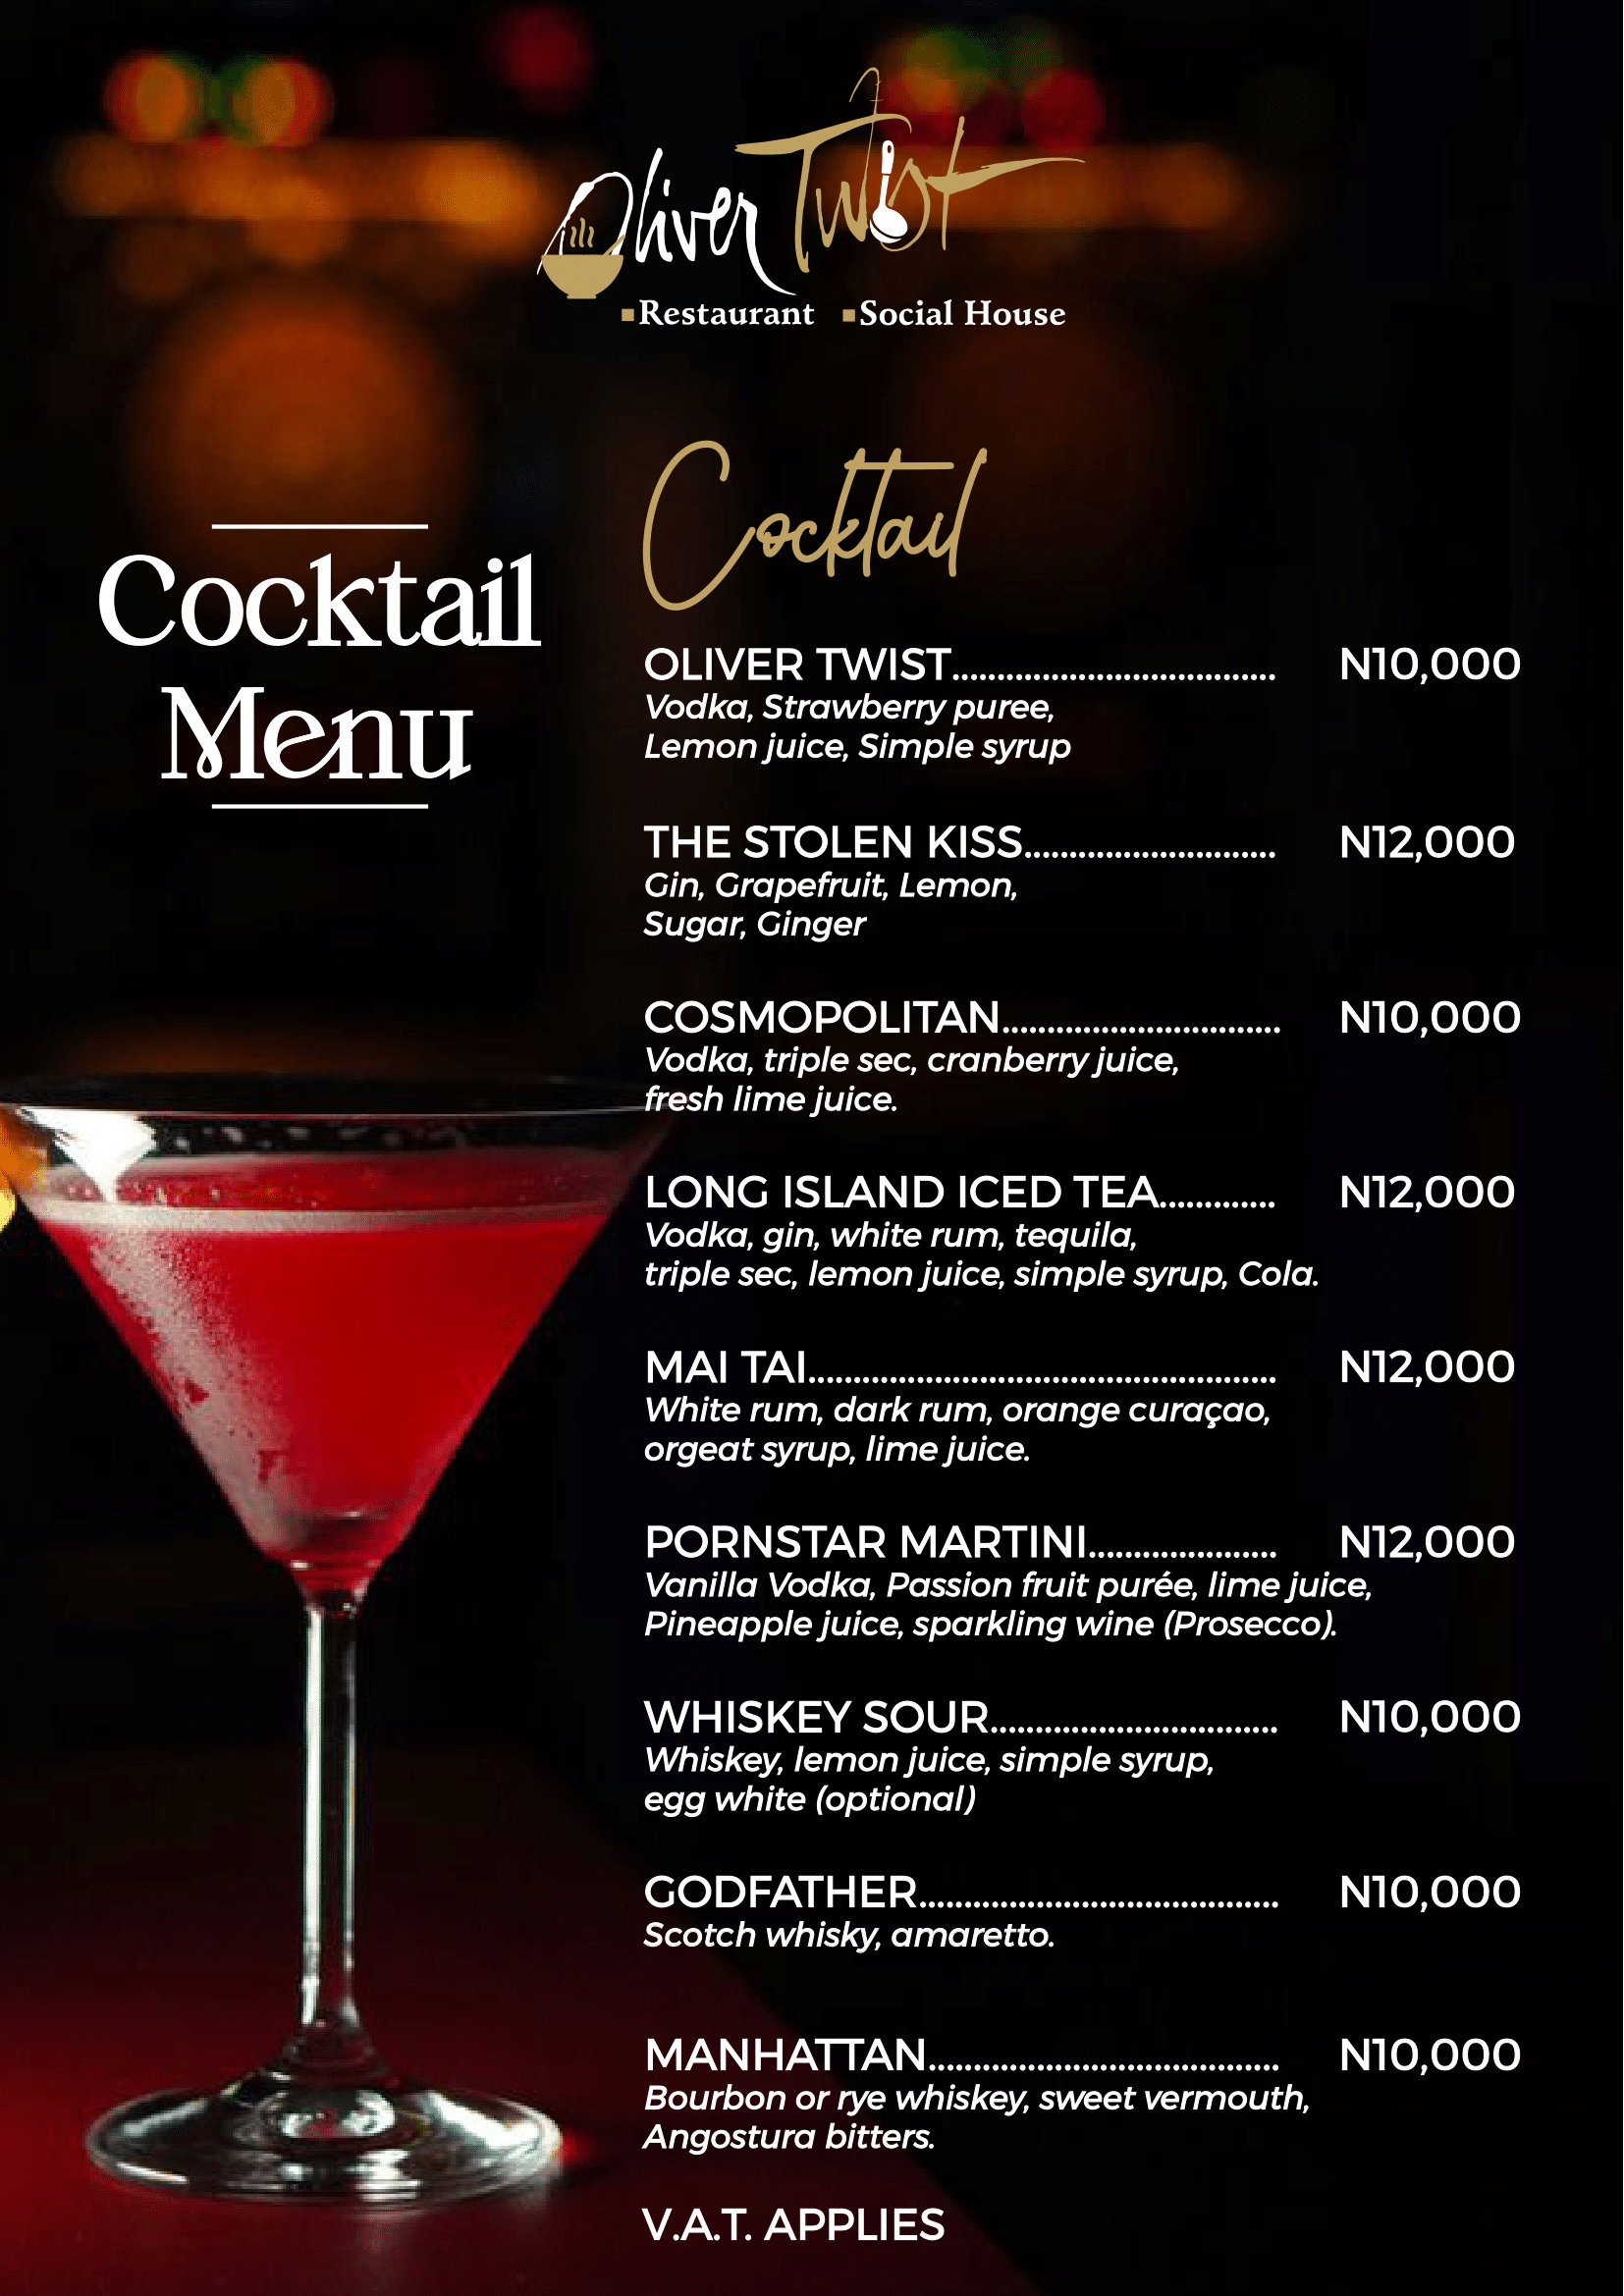 Oliver Twist
Restaurant Social House
Cocktail
Menu
Cocktail
OLIVER TWIST.................................... N10,000
Vodka, Strawberry puree,
Lemon juice, Simple syrup
THE STOLEN KISS............................ N12,000
Gin, Grapefruit, Lemon,
Sugar, Ginger
COSMOPOLITAN............................... N10,000
Vodka, triple sec, cranberry juice,
fresh lime juice.
LONG ISLAND ICED TEA............. N12,000
Vodka, gin, white rum, tequila,
triple sec, lemon juice, simple syrup, Cola.
MAI TAI.................................................... N12,000
White rum, dark rum, orange curaçao,
orgeat syrup, lime juice.
PORNSTAR MARTINI..................... N12,000
Vanilla Vodka, Passion fruit purée, lime juice,
Pineapple juice, sparkling wine (Prosecco).
WHISKEY SOUR................................ N10,000
Whiskey, lemon juice, simple syrup,
egg white (optional)
GODFATHER........................................ N10,000
Scotch whisky, amaretto.
MANHATTAN....................................... N10,000
Bourbon or rye whiskey, sweet vermouth,
Angostura bitters.
V.A.T. APPLIES